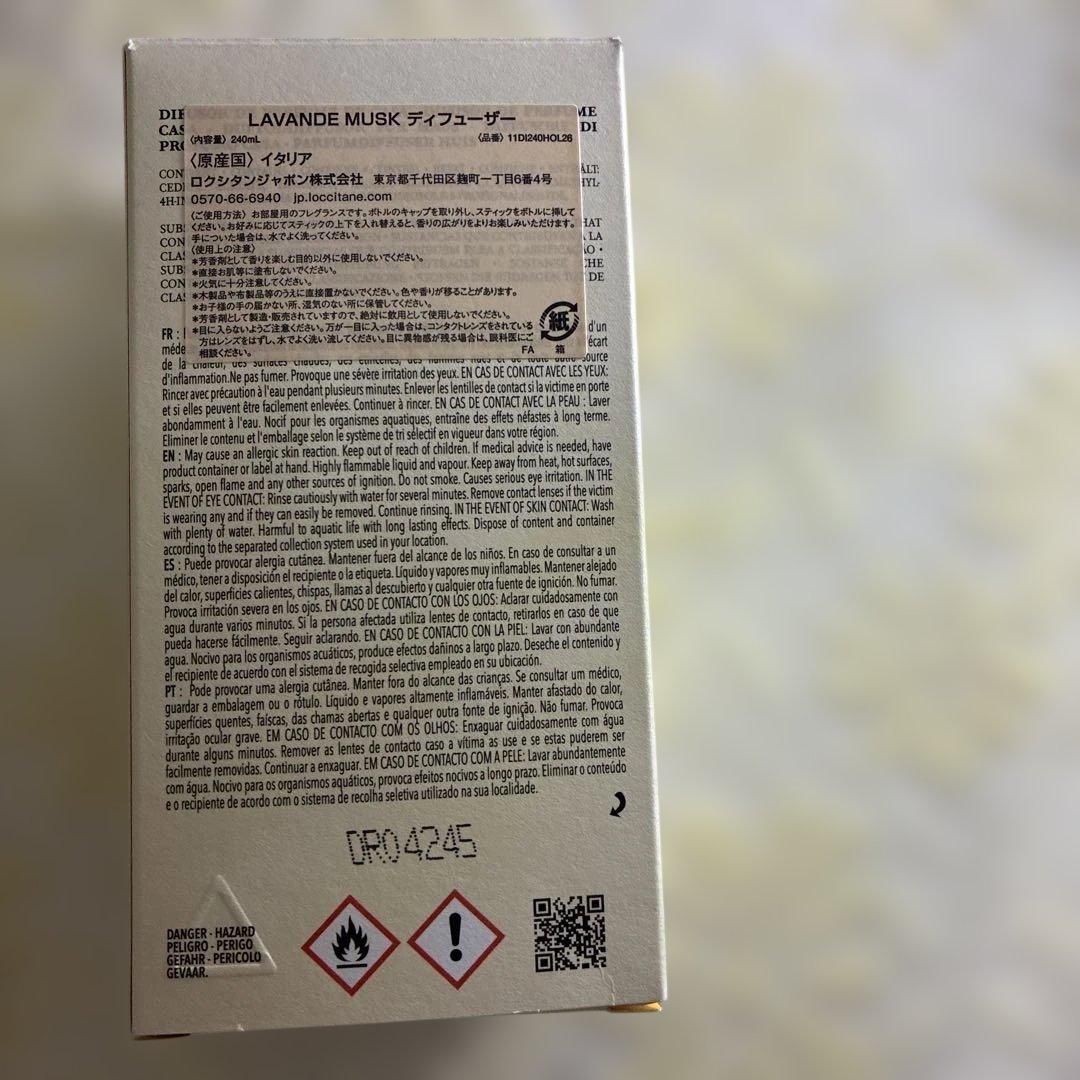 LAVANDE MUSK ディフューザー
〈内容量〉 240mL 〈品番〉 11DI240HOL26
〈原産国〉 イタリア
ロクシタンジャポン株式会社 東京都千代田区麹町一丁目6番4号
0570-66-6940 jp.loccitane.com
〈ご使用方法〉 お部屋用のフレグランスです。ボトルのキャップを取り外し、スティックをボトルに挿して
ください。お好みに応じてスティックの上下を入れ替えると、香りの広がりをよりお楽しみいただけます。
手についた場合は、水でよく洗ってください。
〈使用上の注意〉
*芳香剤として香りを楽しむ目的以外に使用しないでください。
*直接お肌等に塗布しないでください。
*火気に十分注意してください。
*木製品や布製品等のうえに直接置かないでください。色や香りが移ることがあります。
*お子様の手の届かない所、湿気のない所に保管してください。
*芳香剤として製造・販売されていますので、絶対に飲用として使用しないでください。
*目に入らないようご注意ください。万が一目に入った場合は、コンタクトレンズをされている
方はレンズをはずし、水でよく洗い流してください。目に異物感が残る場合は、眼科医にご
相談ください。
紙
FA 箱
FR :
de la chaleur, des surfaces chaudes, des étincelles, des flammes nues et de toute autre source
d'inflammation.Ne pas fumer. Provoque une sévère irritation des yeux. EN CAS DE CONTACT AVEC LES YEUX:
Rincer avec précaution à l'eau pendant plusieurs minutes. Enlever les lentilles de contact si la victime en porte
et si elles peuvent être facilement enlevées. Continuer à rincer. EN CAS DE CONTACT AVEC LA PEAU : Laver
abondamment à l'eau. Nocif pour les organismes aquatiques, entraîne des effets néfastes à long terme.
Eliminer le contenu et l'emballage selon le système de tri sélectif en vigueur dans votre région.
EN : May cause an allergic skin reaction. Keep out of reach of children. If medical advice is needed, have
product container or label at hand. Highly flammable liquid and vapour. Keep away from heat, hot surfaces,
sparks, open flame and any other sources of ignition. Do not smoke. Causes serious eye irritation. IN THE
EVENT OF EYE CONTACT: Rinse cautiously with water for several minutes. Remove contact lenses if the victim
is wearing any and if they can easily be removed. Continue rinsing. IN THE EVENT OF SKIN CONTACT: Wash
with plenty of water. Harmful to aquatic life with long lasting effects. Dispose of content and container
according to the separated collection system used in your location.
ES : Puede provocar alergia cutánea. Mantener fuera del alcance de los niños. En caso de consultar a un
médico, tener a disposición el recipiente o la etiqueta. Líquido y vapores muy inflamables. Mantener alejado
del calor, superficies calientes, chispas, llamas al descubierto y cualquier otra fuente de ignición. No fumar.
Provoca irritación severa en los ojos. EN CASO DE CONTACTO CON LOS OJOS: Aclarar cuidadosamente con
agua durante varios minutos. Si la persona afectada utiliza lentes de contacto, retirarlos en caso de que
pueda hacerse fácilmente. Seguir aclarando. EN CASO DE CONTACTO CON LA PIEL: Lavar con abundante
agua. Nocivo para los organismos acuáticos, produce efectos dañinos a largo plazo. Deseche el contenido y
el recipiente de acuerdo con el sistema de recogida selectiva empleado en su ubicación.
PT : Pode provocar uma alergia cutânea. Manter fora do alcance das crianças. Se consultar um médico,
guardar a embalagem ou o rótulo. Líquido e vapores altamente inflamáveis. Manter afastado do calor,
superfícies quentes, faíscas, das chamas abertas e qualquer outra fonte de ignição. Não fumar. Provoca
irritação ocular grave. EM CASO DE CONTACTO COM OS OLHOS: Enxaguar cuidadosamente com água
durante alguns minutos. Remover as lentes de contacto caso a vítima as use e se estas puderem ser
facilmente removidas. Continuar a enxaguar. EM CASO DE CONTACTO COM A PELE: Lavar abundantemente
com água. Nocivo para os organismos aquáticos, provoca efeitos nocivos a longo prazo. Eliminar o conteúdo
e o recipiente de acordo com o sistema de recolha seletiva utilizado na sua localidade.
DR04245
DANGER - HAZARD
PELIGRO - PERIGO
GEFAHR - PERICOLO
GEVAAR.